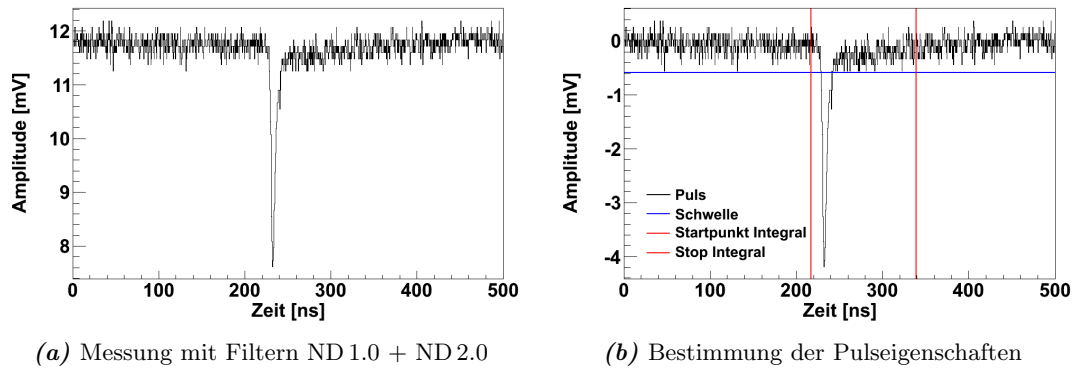 Amplitude [mV]
12
11
10
9
8
0 100 200 300 400 500
Zeit [ns]
(a) Messung mit Filtern ND 1.0 + ND 2.0
Amplitude [mV]
0
-1
-2
-3
-4
Puls
Schwelle
Startpunkt Integral
Stop Integral
0 100 200 300 400 500
Zeit [ns]
(b) Bestimmung der Pulseigenschaften